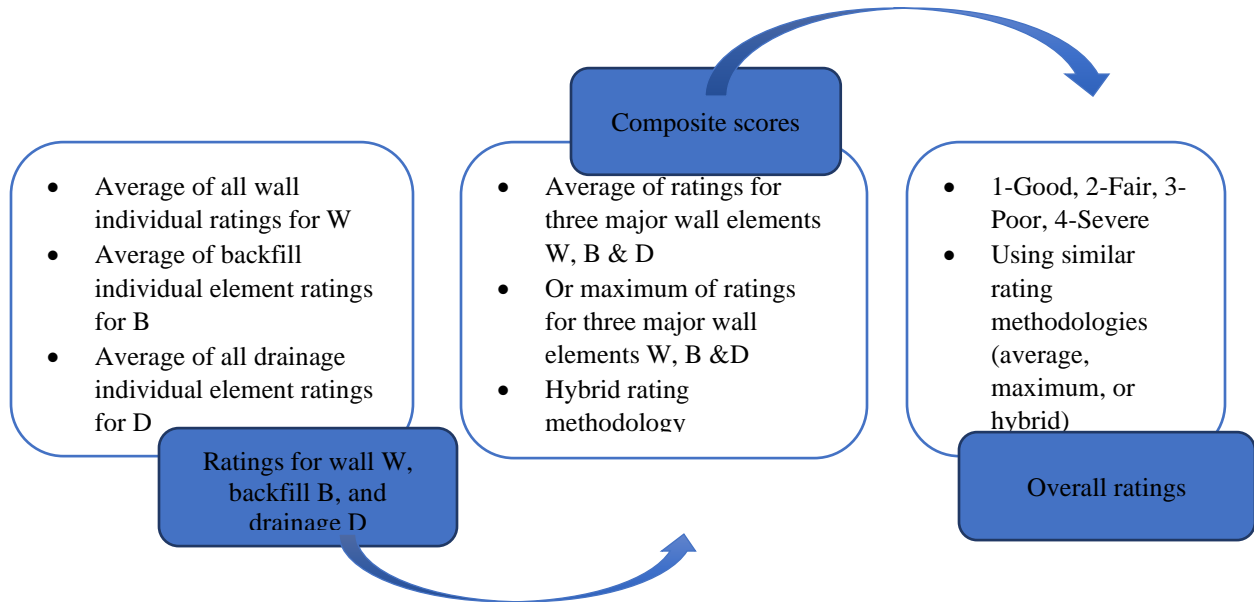 • Average of all wall
individual ratings for W
• Average of backfill
individual element ratings
for B
• Average of all drainage
individual element ratings
for D
Ratings for wall W,
backfill B, and
drainage D
Composite scores
• Average of ratings for
three major wall elements
W, B & D
• Or maximum of ratings
for three major wall
elements W, B &D
• Hybrid rating
methodology
• 1-Good, 2-Fair, 3-
Poor, 4-Severe
• Using similar
rating
methodologies
(average,
maximum, or
hybrid)
Overall ratings